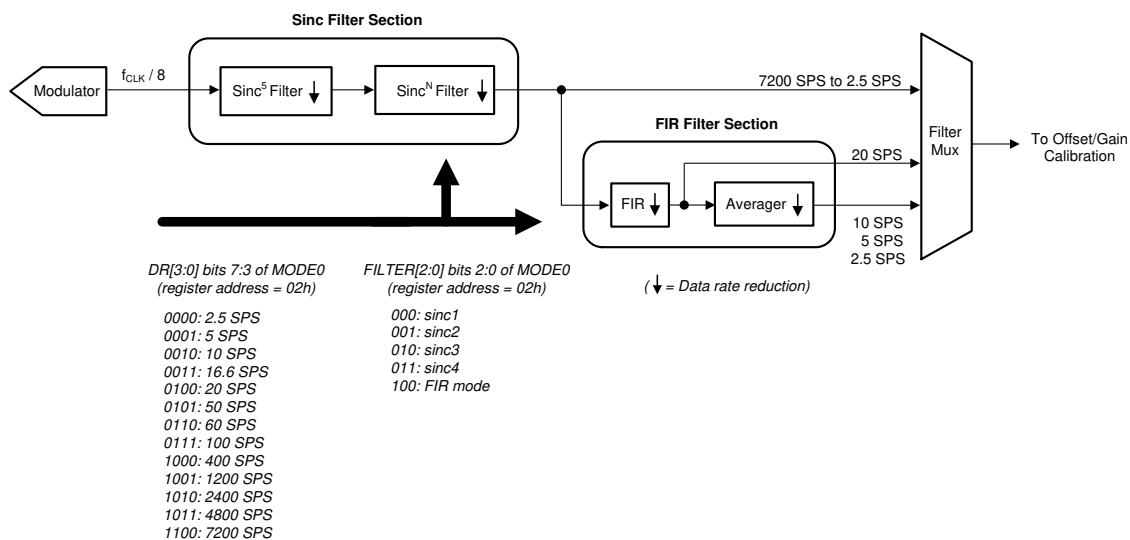 Sinc Filter Section
Modulator
fCLK / 8
Sinc5 Filter
SincN Filter
7200 SPS to 2.5 SPS
FIR Filter Section
FIR
Averager
20 SPS
10 SPS
5 SPS
2.5 SPS
Filter
Mux
To Offset/Gain
Calibration
DR[3:0] bits 7:3 of MODE0
(register address = 02h)
0000: 2.5 SPS
0001: 5 SPS
0010: 10 SPS
0011: 16.6 SPS
0100: 20 SPS
0101: 50 SPS
0110: 60 SPS
0111: 100 SPS
1000: 400 SPS
1001: 1200 SPS
1010: 2400 SPS
1011: 4800 SPS
1100: 7200 SPS
FILTER[2:0] bits 2:0 of MODE0
(register address = 02h)
000: sinc1
001: sinc2
010: sinc3
011: sinc4
100: FIR mode
(↓= Data rate reduction)